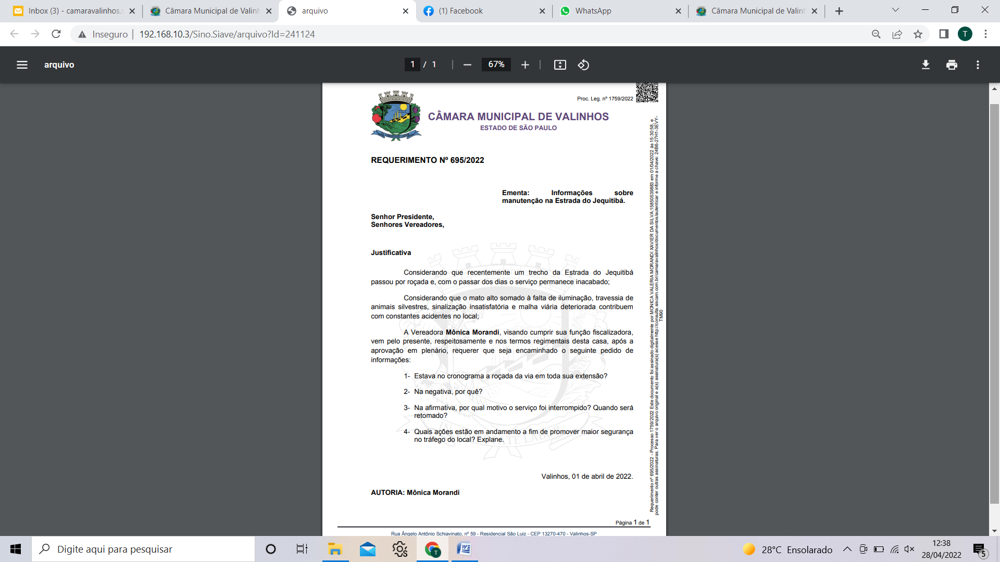 Inbox (3) - camaravalinhos.s
Câmara Municipal de Valinh
arquivo
(1) Facebook
WhatsApp
Câmara Municipal de Valinh
Inseguro
192.168.10.3/Sino.Siave/arquivo?Id=241124
T
arquivo
1 / 1
67%
Proc. Leg. nº 1759/2022
CÂMARA MUNICIPAL DE VALINHOS
ESTADO DE SÃO PAULO
REQUERIMENTO Nº 695/2022
Ementa: Informações sobre
manutenção na Estrada do Jequitibá.
Senhor Presidente,
Senhores Vereadores,
Justificativa
Considerando que recentemente um trecho da Estrada do Jequitibá
passou por roçada e, com o passar dos dias o serviço permanece inacabado;
Considerando que o mato alto somado à falta de iluminação, travessia de
animais silvestres, sinalização insatisfatória e malha viária deteriorada contribuem
com constantes acidentes no local;
A Vereadora Mônica Morandi, visando cumprir sua função fiscalizadora,
vem pelo presente, respeitosamente e nos termos regimentais desta casa, após a
aprovação em plenário, requerer que seja encaminhado o seguinte pedido de
informações:
1- Estava no cronograma a roçada da via em toda sua extensão?
2- Na negativa, por quê?
3- Na afirmativa, por qual motivo o serviço foi interrompido? Quando será
retomado?
4- Quais ações estão em andamento a fim de promover maior segurança
no tráfego do local? Explane.
Valinhos, 01 de abril de 2022.
AUTORIA: Mônica Morandi
Página 1 de 1
Rua Ângelo Antônio Schiavinato, nº 59 - Residencial São Luiz - CEP 13270-470 - Valinhos-SP
Requerimento nº 695/2022 - Processo 1759/2022 Este documento foi assinado digitalmente por MONICA VALERIA MORANDI XAVIER DA SILVA:15850539883 em 01/04/2022 às 15:30:58, e
pode conter outras assinaturas. Para ver o arquivo original e a(s) assinatura(s) acesse http://consulta.siscam.com.br/camaravalinhos/documentos/autenticar e informe a chave: 24B6-27H1-3EVY-
TM90
Digite aqui para pesquisar
T
28°C Ensolarado
12:38
28/04/2022
5